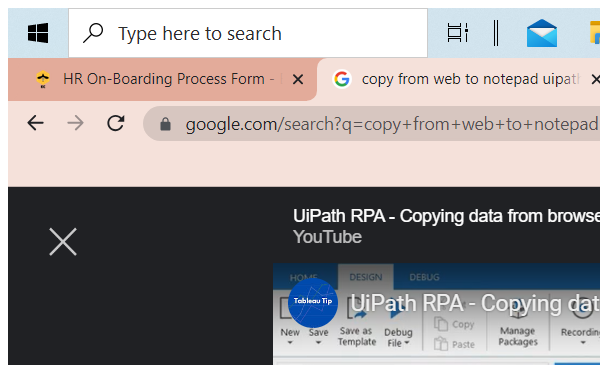 Type here to search
HR On-Boarding Process Form -
copy from web to notepad uipath
google.com/search?q=copy+from+web+to+notepad
UiPath RPA - Copying data from browse
YouTube
HOME DESIGN DEBUG
Tableau Tip
UiPath RPA - Copying dat
New Save Save as Template Debug File Copy Paste Manage Packages Recording